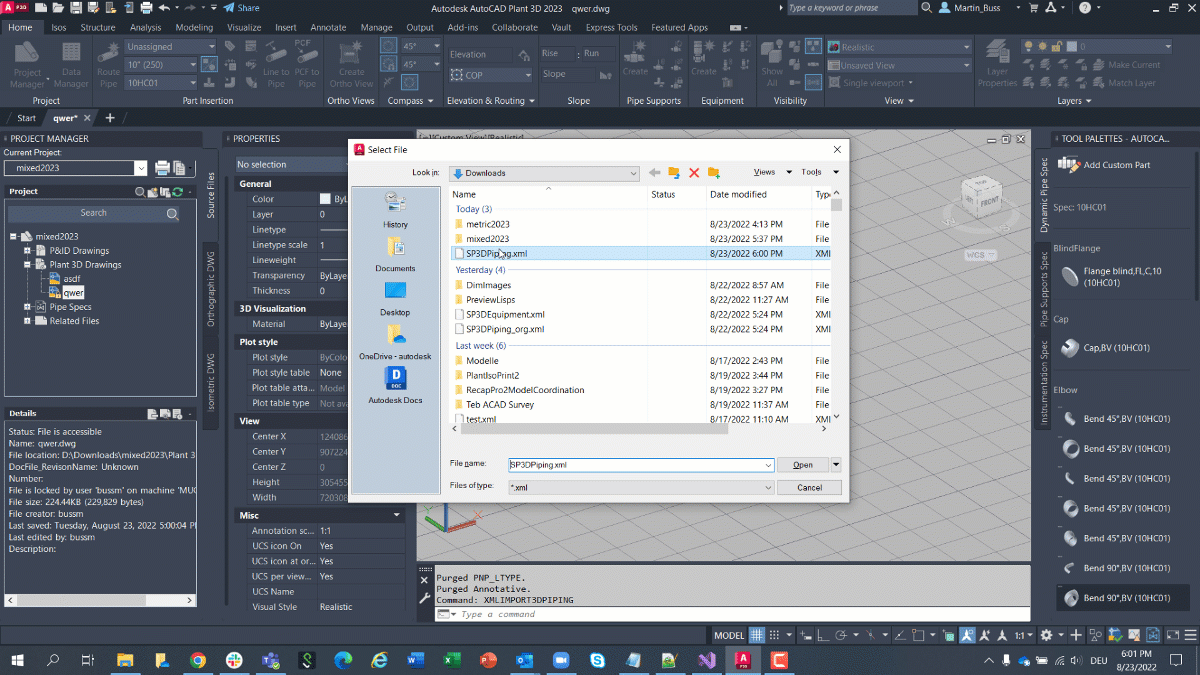 Share
Autodesk AutoCAD Plant 3D 2023 qwer.dwg
Type a keyword or phrase
Martin_Buss
Home Isos Structure Analysis Modeling Visualize Insert Annotate Manage Output Add-ins Collaborate Vault Express Tools Featured Apps
Project Manager
Data Manager
Project
Route Pipe
Unassigned
10" (250)
10HC01
Line to Pipe
PCF to Pipe
PCF
Part Insertion
Create Ortho View
Ortho Views
45°
45°
Compass
Elevation
COP
Elevation & Routing
Rise : Run
Slope
Slope
Create
Pipe Supports
Create
Equipment
Show All
Visibility
Realistic
Unsaved View
Single viewport
View
Layer Properties
0
Make Current
Match Layer
Layers
Start qwer*
PROJECT MANAGER
Current Project:
mixed2023
Project
Search
mixed2023
P&ID Drawings
Plant 3D Drawings
asdf
qwer
Pipe Specs
Related Files
Source Files
Orthographic DWG
Isometric DWG
Details
Status: File is accessible
Name: qwer.dwg
File location: D:\Downloads\mixed2023\Plant 3
DocFile_RevisonName: Unknown
Number:
File is locked by user 'bussm' on machine 'MUC
File size: 224.44KB (229,829 bytes)
File creator: bussm
Last saved: Tuesday, August 23, 2022 5:00:04 P
Last edited by: bussm
Description:
PROPERTIES
No selection
General
Color ByL
Layer 0
Linetype
Linetype scale 1
Lineweight
Transparency ByLaye
Thickness 0
3D Visualization
Material ByLaye
Plot style
Plot style ByColo
Plot style table None
Plot table atta... Model
Plot table type Not ava
View
Center X 124086
Center Y 907224
Center Z 0
Height 305455
Width 720308
Misc
Annotation sc... 1:1
UCS icon On Yes
UCS icon at or... Yes
UCS per view... Yes
UCS Name
Visual Style Realistic
[-][Custom View][Realistic]
Select File
Look in: Downloads
Views Tools
History
Documents
Desktop
OneDrive - autodesk
Autodesk Docs
Name Status Date modified Type
Today (3)
metric2023 8/23/2022 4:13 PM File
mixed2023 8/23/2022 5:37 PM File
SP3DPiping.xml 8/23/2022 6:00 PM XMI
Yesterday (4)
DimImages 8/22/2022 8:57 AM File
PreviewLisps 8/22/2022 11:27 AM File
SP3DEquipment.xml 8/22/2022 5:24 PM XMI
SP3DPiping_org.xml 8/22/2022 5:24 PM XMI
Last week (6)
Modelle 8/17/2022 2:43 PM File
PlantIsoPrint2 8/19/2022 3:44 PM File
RecapPro2ModelCoordination 8/19/2022 3:27 PM File
Teb ACAD Survey 8/19/2022 11:37 AM File
test.xml 8/17/2022 11:10 AM XMI
File name: SP3DPiping.xml Open
Files of type: *.xml Cancel
FRONT
WCS
Purged PNP_LTYPE.
Purged Annotative.
Command: XMLIMPORT3DPIPING
Type a command
TOOL PALETTES - AUTOCA...
Dynamic Pipe Spec
Pipe Supports Spec
Instrumentation Spec
Add Custom Part
Spec: 10HC01
BlindFlange
Flange blind,FL,C,10
(10HC01)
Cap
Cap,BV (10HC01)
Elbow
Bend 45°,BV (10HC01)
Bend 45°,BV (10HC01)
Bend 45°,BV (10HC01)
Bend 45°,BV (10HC01)
Bend 45°,BV (10HC01)
Bend 90°,BV (10HC01)
Bend 90°,BV (10HC01)
MODEL
1:1
DEU
6:01 PM
8/23/2022